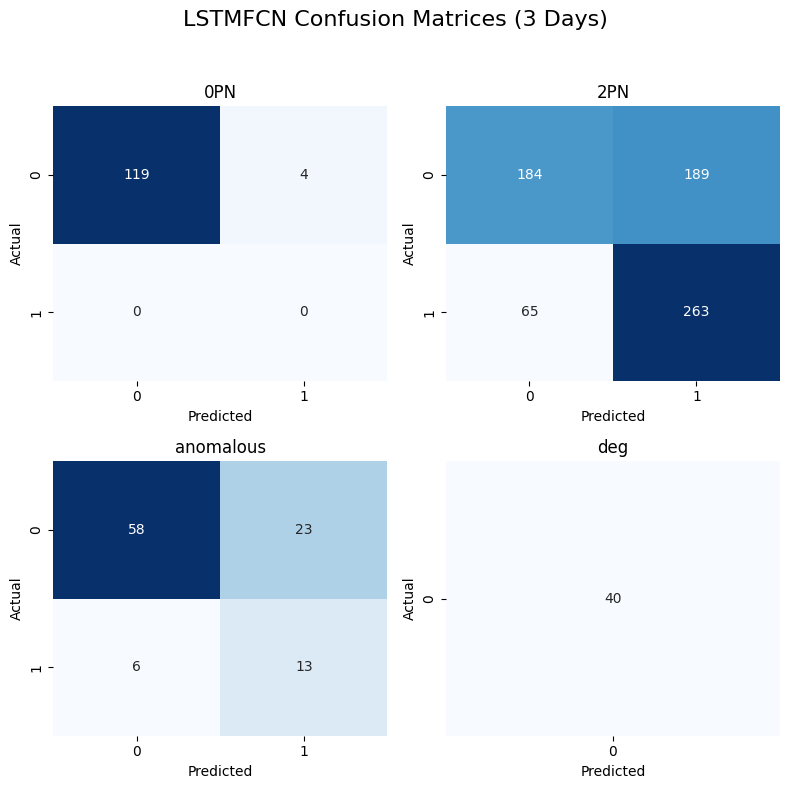 LSTMFCN Confusion Matrices (3 Days)
0PN
0
119
4
Actual
1
0
0
0
1
Predicted
2PN
0
184
189
Actual
1
65
263
0
1
Predicted
anomalous
0
58
23
Actual
1
6
13
0
1
Predicted
deg
Actual
0
40
0
Predicted